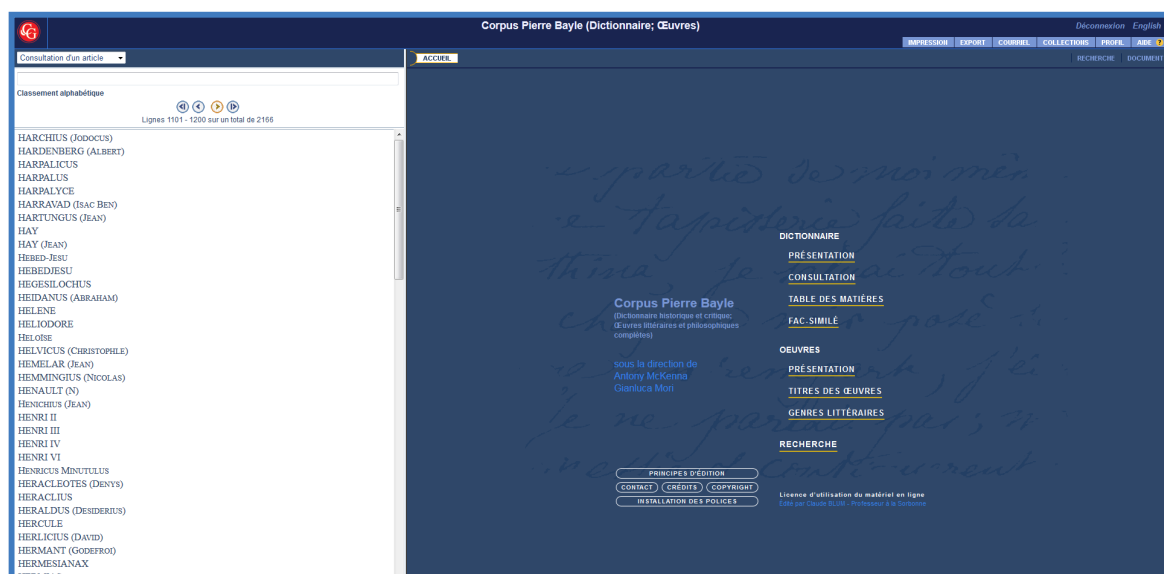 CG
Corpus Pierre Bayle (Dictionnaire; Œuvres)
Déconnexion English
IMPRESSION EXPORT COURRIEL COLLECTIONS PROFIL AIDE ?
Consultation d'un article
ACCUEIL
RECHERCHE DOCUMENT
Classement alphabétique
Lignes 1101 - 1200 sur un total de 2166
HARCHIUS (JODOCUS)
HARDENBERG (ALBERT)
HARPALICUS
HARPALUS
HARPALYCE
HARRAVAD (ISAC BEN)
HARTUNGUS (JEAN)
HAY
HAY (JEAN)
HEBED-JESU
HEBEDJESU
HEGESILOCHUS
HEIDANUS (ABRAHAM)
HELENE
HELIODORE
HELOÏSE
HELVICUS (CHRISTOPHLE)
HEMELAR (JEAN)
HEMMINGIUS (NICOLAS)
HENAULT (N)
HENICHIUS (JEAN)
HENRI II
HENRI III
HENRI IV
HENRI VI
HENRICUS MINUTULUS
HERACLEOTES (DENYS)
HERACLIUS
HERALDUS (DESIDERIUS)
HERCULE
HERLICIUS (DAVID)
HERMANT (GODEFROI)
HERMESIANAX
Corpus Pierre Bayle
(Dictionnaire historique et critique;
Œuvres littéraires et philosophiques
complètes)
sous la direction de
Antony McKenna
Gianluca Mori
DICTIONNAIRE
PRÉSENTATION
CONSULTATION
TABLE DES MATIÈRES
FAC-SIMILÉ
OEUVRES
PRÉSENTATION
TITRES DES ŒUVRES
GENRES LITTÉRAIRES
RECHERCHE
PRINCIPES D'ÉDITION
CONTACT CRÉDITS COPYRIGHT
INSTALLATION DES POLICES
Licence d'utilisation du matériel en ligne
Edité par Claude BLUM - Professeur à la Sorbonne